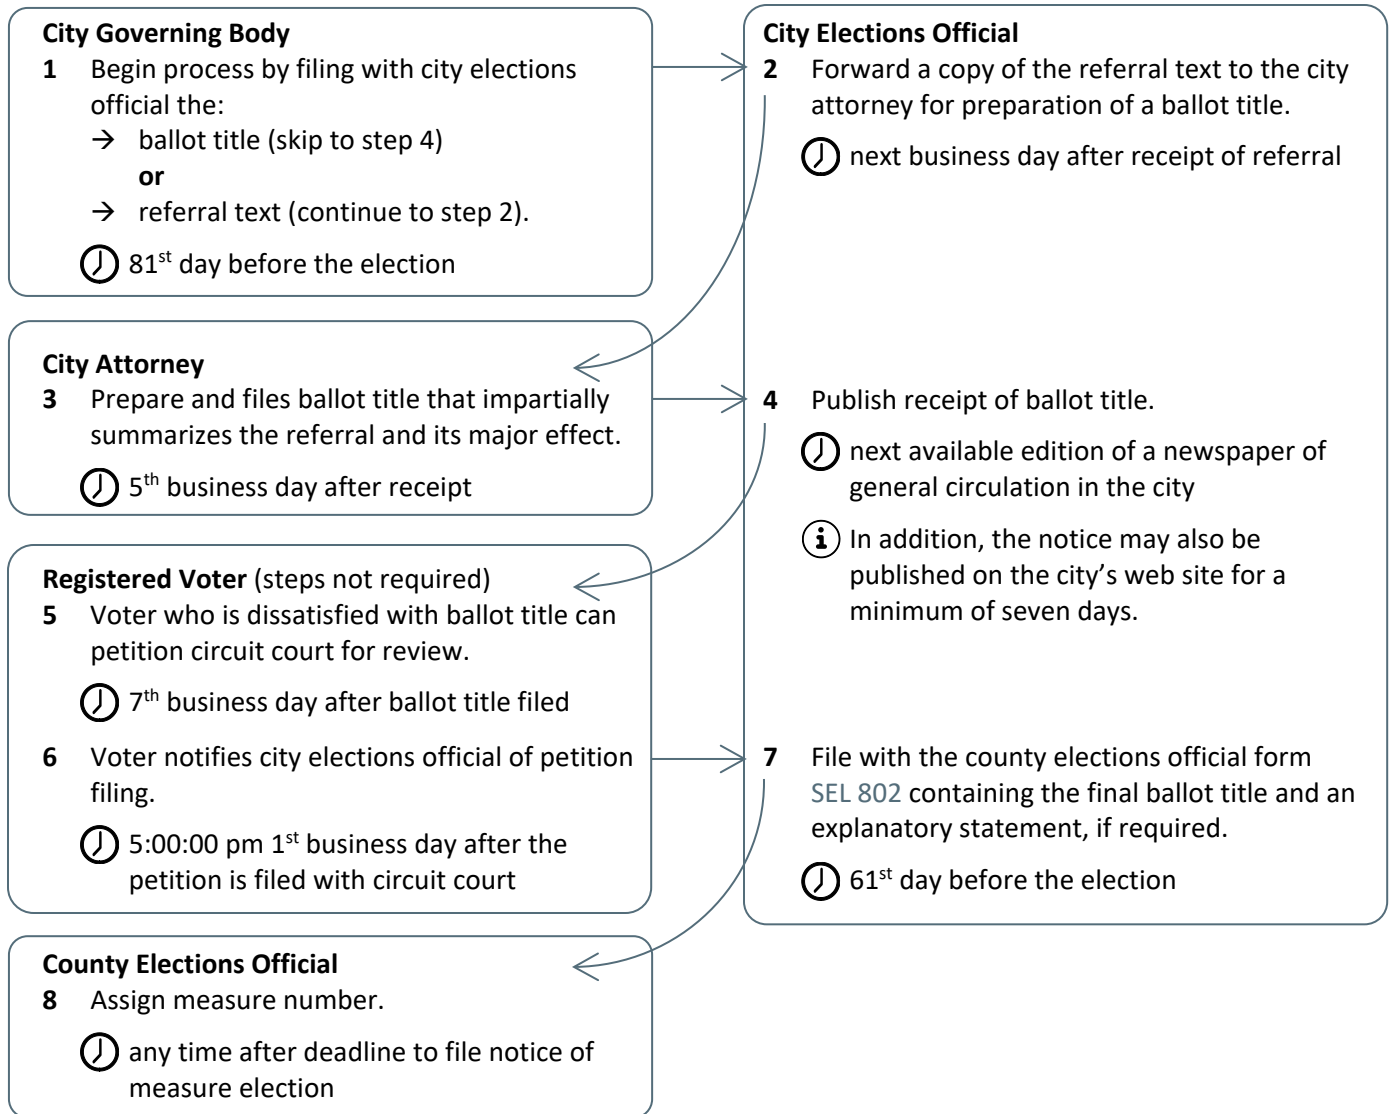 City Governing Body
1 Begin process by filing with city elections
official the:
→ ballot title (skip to step 4)
or
→ referral text (continue to step 2).
81st day before the election
City Elections Official
2 Forward a copy of the referral text to the city
attorney for preparation of a ballot title.
next business day after receipt of referral
City Attorney
3 Prepare and files ballot title that impartially
summarizes the referral and its major effect.
5th business day after receipt
4 Publish receipt of ballot title.
next available edition of a newspaper of
general circulation in the city
In addition, the notice may also be
published on the city’s web site for a
minimum of seven days.
Registered Voter (steps not required)
5 Voter who is dissatisfied with ballot title can
petition circuit court for review.
7th business day after ballot title filed
6 Voter notifies city elections official of petition
filing.
5:00:00 pm 1st business day after the
petition is filed with circuit court
7 File with the county elections official form
SEL 802 containing the final ballot title and an
explanatory statement, if required.
61st day before the election
County Elections Official
8 Assign measure number.
any time after deadline to file notice of
measure election